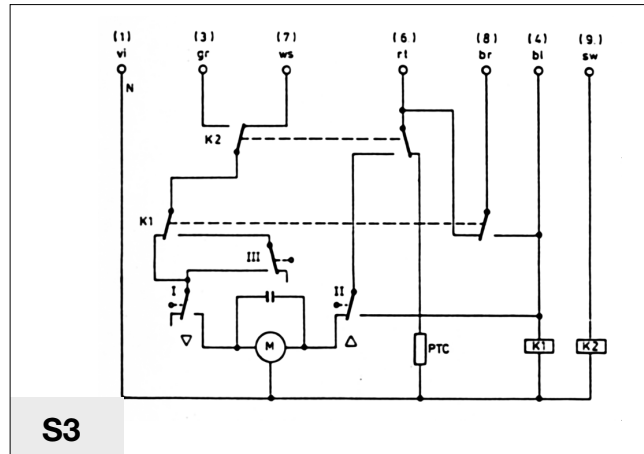 (1) (3) (7) (6) (8) (4) (9.)
vi gr ws rt br bl sw
N
K2
K1
III
I II
M PTC K1 K2
S3